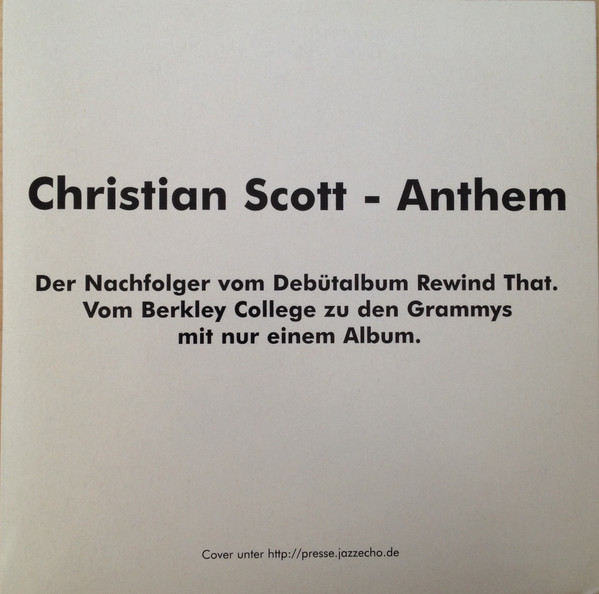 Christian Scott - Anthem
Der Nachfolger vom Debütalbum Rewind That.
Vom Berkley College zu den Grammys
mit nur einem Album.
Cover unter http://presse.jazzecho.de